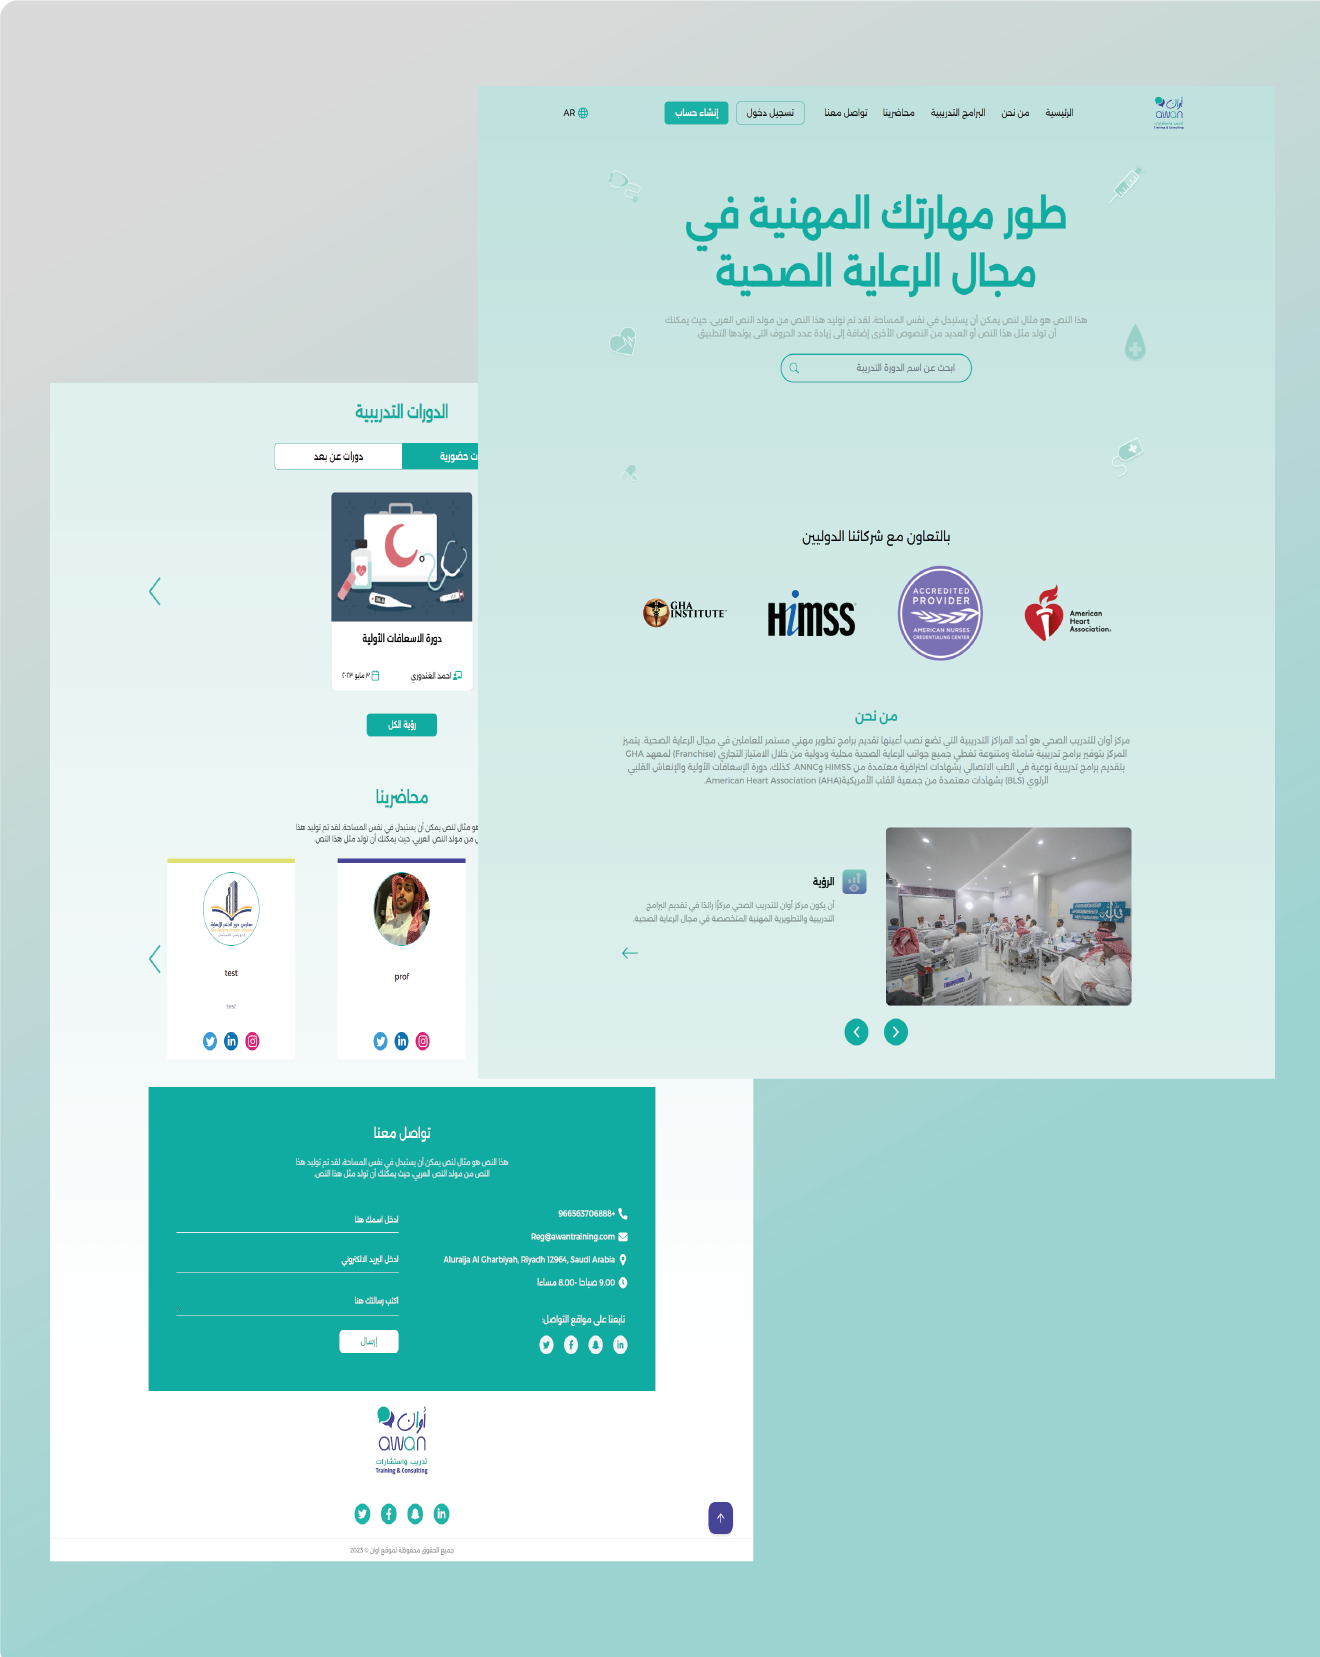 أوان
awan
تدريب واستشارات
Training & Consulting
الرئيسية
من نحن
البرامج التدريبية
محاضرينا
تواصل معنا
تسجيل دخول
إنشاء حساب
AR
طور مهارتك المهنية في
مجال الرعاية الصحية
هذا النص هو مثال لنص يمكن أن يستبدل في نفس المساحة، لقد تم توليد هذا النص من مولد النص العربى، حيث يمكنك
أن تولد مثل هذا النص أو العديد من النصوص الأخرى إضافة إلى زيادة عدد الحروف التى يولدها التطبيق.
ابحث عن اسم الدورة التدريبة
بالتعاون مع شركائنا الدوليين
American
Heart
Association.
ACCREDITED
PROVIDER
AMERICAN NURSES
CREDENTIALING CENTER
HiMSS
GHA
INSTITUTE
من نحن
مركز أوان للتدريب الصحي هو أحد المراكز التدريبية التي تضع نصب أعينها تقديم برامج تطوير مهني مستمر للعاملين في مجال الرعاية الصحية. يتميز
المركز بتوفير برامج تدريبية شاملة ومتنوعة تغطي جميع جوانب الرعاية الصحية محلية ودولية من خلال الامتياز التجاري (Franchise) لمعهد GHA
بتقديم برامج تدريبية نوعية في الطب الاتصالي بشهادات احترافية معتمدة من HIMSS وANNC. كذلك، دورة الإسعافات الأولية والإنعاش القلبي
الرئوي (BLS) بشهادات معتمدة من جمعية القلب الأمريكية(AHA) American Heart Association.
الرؤية
أن يكون مركز أوان للتدريب الصحي مركزًا رائدًا في تقديم البرامج
التدريبية والتطويرية المهنية المتخصصة في مجال الرعاية الصحية.
الدورات التدريبية
ت حضورية
دورات عن بعد
دورة الاسعافات الأولية
احمد الغندوري
٣ مايو ٢٠٢٣
رؤية الكل
محاضرينا
هو مثال لنص يمكن أن يستبدل في نفس المساحة، لقد تم توليد هذا
ص من مولد النص العربى، حيث يمكنك أن تولد مثل هذا النص.
prof
test
test
تواصل معنا
هذا النص هو مثال لنص يمكن أن يستبدل في نفس المساحة، لقد تم توليد هذا
النص من مولد النص العربى، حيث يمكنك أن تولد مثل هذا النص.
966563706888+
Reg@awantraining.com
Aluraija Al Gharbiyah, Riyadh 12964, Saudi Arabia
9.00 صباحا -8.00 مساءا
تابعنا على مواقع التواصل:
ادخل اسمك هنا
ادخل البريد الالكتروني
اكتب رسالتك هنا
إرسال
أوان
awan
تدريب واستشارات
Training & Consulting
جميع الحقوق محفوظة لموقع اوان © 2023